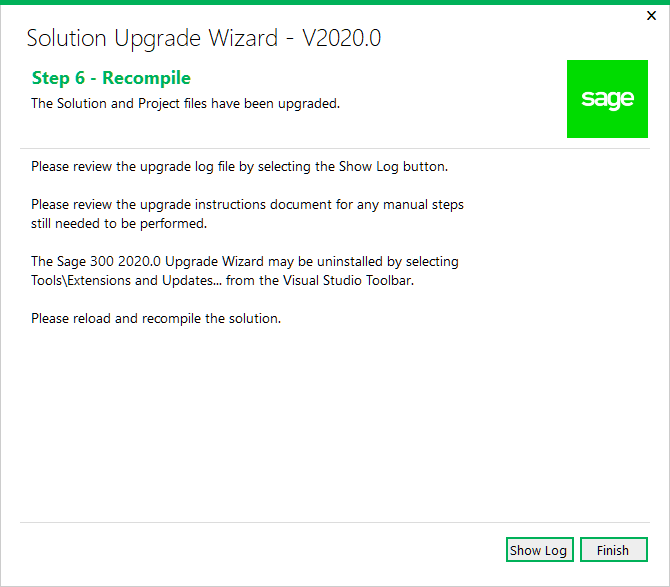 Solution Upgrade Wizard - V2020.0
Step 6 - Recompile
The Solution and Project files have been upgraded.
sage
Please review the upgrade log file by selecting the Show Log button.
Please review the upgrade instructions document for any manual steps
still needed to be performed.
The Sage 300 2020.0 Upgrade Wizard may be uninstalled by selecting
Tools\Extensions and Updates... from the Visual Studio Toolbar.
Please reload and recompile the solution.
Show Log
Finish